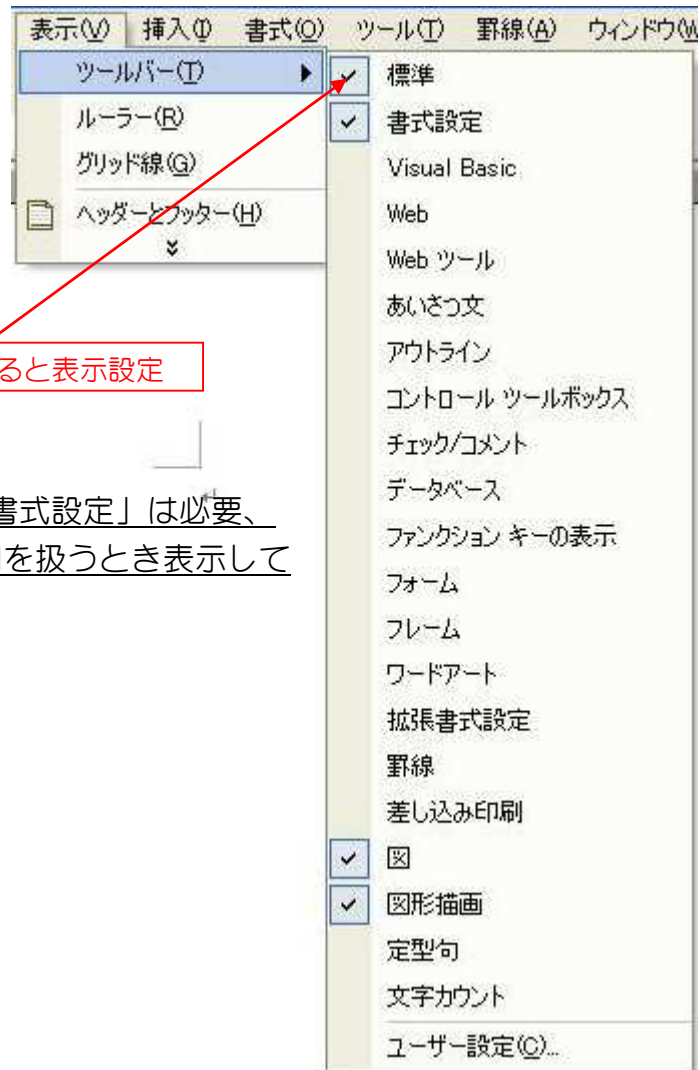 表示(V) 挿入(I) 書式(O) ツール(T) 罫線(A) ウィンドウ(W
ツールバー(T)
ルーラー(R)
グリッド線(G)
ヘッダーとフッター(H)
標準
書式設定
Visual Basic
Web
Web ツール
あいさつ文
アウトライン
コントロール ツールボックス
チェック/コメント
データベース
ファンクション キーの表示
フォーム
フレーム
ワードアート
拡張書式設定
罫線
差し込み印刷
図
図形描画
定型句
文字カウント
ユーザー設定(C)...
ると表示設定
書式設定」は必要、
を扱うとき表示して